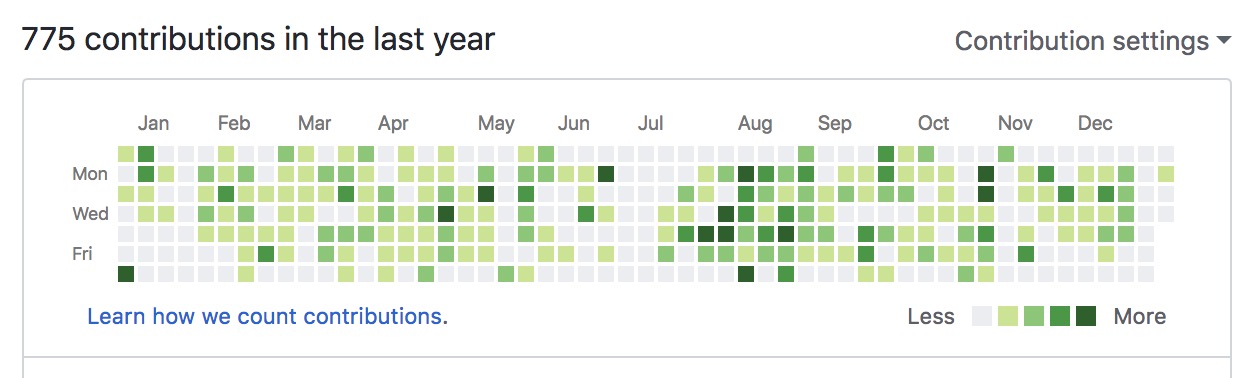 775 contributions in the last year
Contribution settings
Jan Feb Mar Apr May Jun Jul Aug Sep Oct Nov Dec
Mon
Wed
Fri
Learn how we count contributions.
Less More